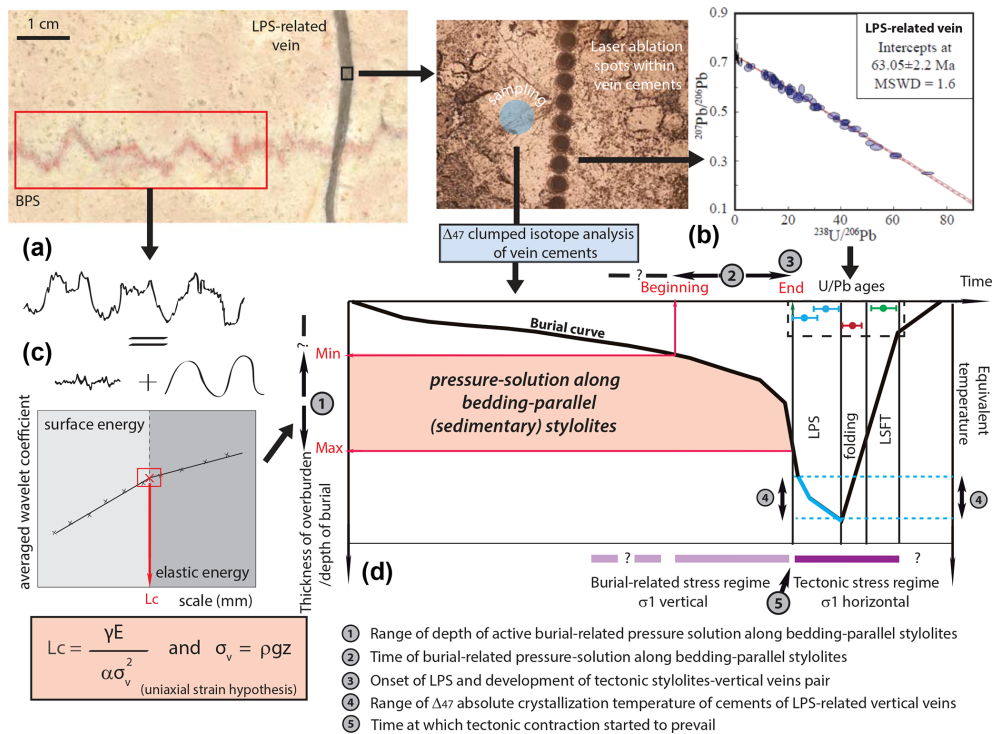 1 cm
LPS-related
vein
BPS
(a)
Laser ablation
spots within
vein cements
sampling
Δ47 clumped isotope analysis
of vein cements
LPS-related vein
Intercepts at
63.05±2.2 Ma
MSWD = 1.6
0.9
0.7
0.5
0.3
0.1
207Pb/206Pb
0
20
40
60
80
238U/206Pb
(b)
(c)
surface energy
elastic energy
averaged wavelet coefficient
Lc
scale (mm)
Lc = γE / ασv² and σv = ρgz
(uniaxial strain hypothesis)
?
Beginning
2
3
End
U/Pb ages
Time
Burial curve
?
Min
1
Max
pressure-solution along
bedding-parallel
(sedimentary) stylolites
Thickness of overburden
/depth of burial
LPS
folding
LSFT
4
4
Equivalent
temperature
(d)
?
?
Burial-related stress regime
σ1 vertical
5
Tectonic stress regime
σ1 horizontal
1 Range of depth of active burial-related pressure solution along bedding-parallel stylolites
2 Time of burial-related pressure-solution along bedding-parallel stylolites
3 Onset of LPS and development of tectonic stylolites-vertical veins pair
4 Range of Δ47 absolute crystallization temperature of cements of LPS-related vertical veins
5 Time at which tectonic contraction started to prevail